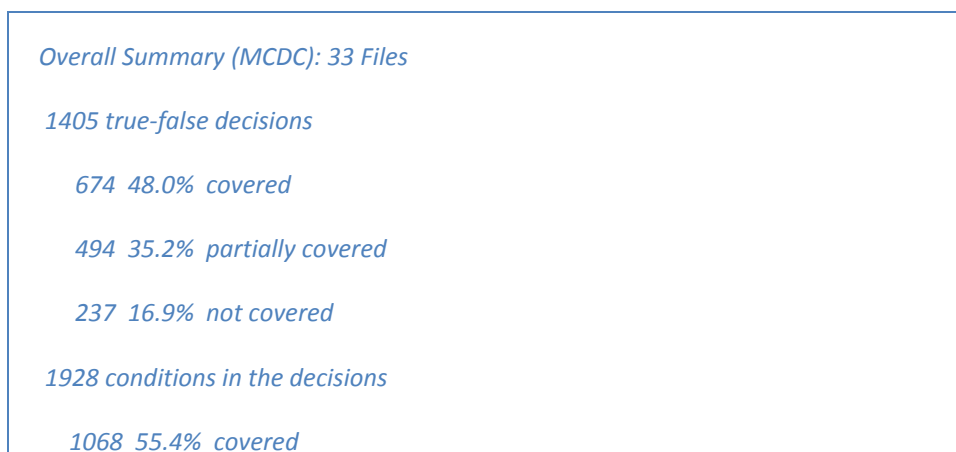 Overall Summary (MCDC): 33 Files
1405 true-false decisions
674 48.0% covered
494 35.2% partially covered
237 16.9% not covered
1928 conditions in the decisions
1068 55.4% covered